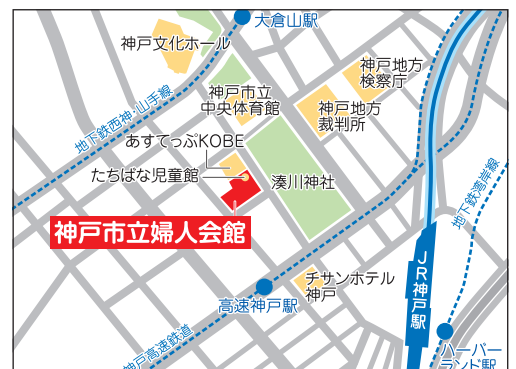 大倉山駅
神戸文化ホール
神戸地方
検察庁
神戸市立
中央体育館
神戸地方
裁判所
地下鉄西神・山手線
あすてっぷKOBE
たちばな児童館
湊川神社
地下鉄湾岸線
神戸市立婦人会館
JR神戸駅
チサンホテル
神戸
高速神戸駅
神戸高速鉄道
ハーバー
ランド駅